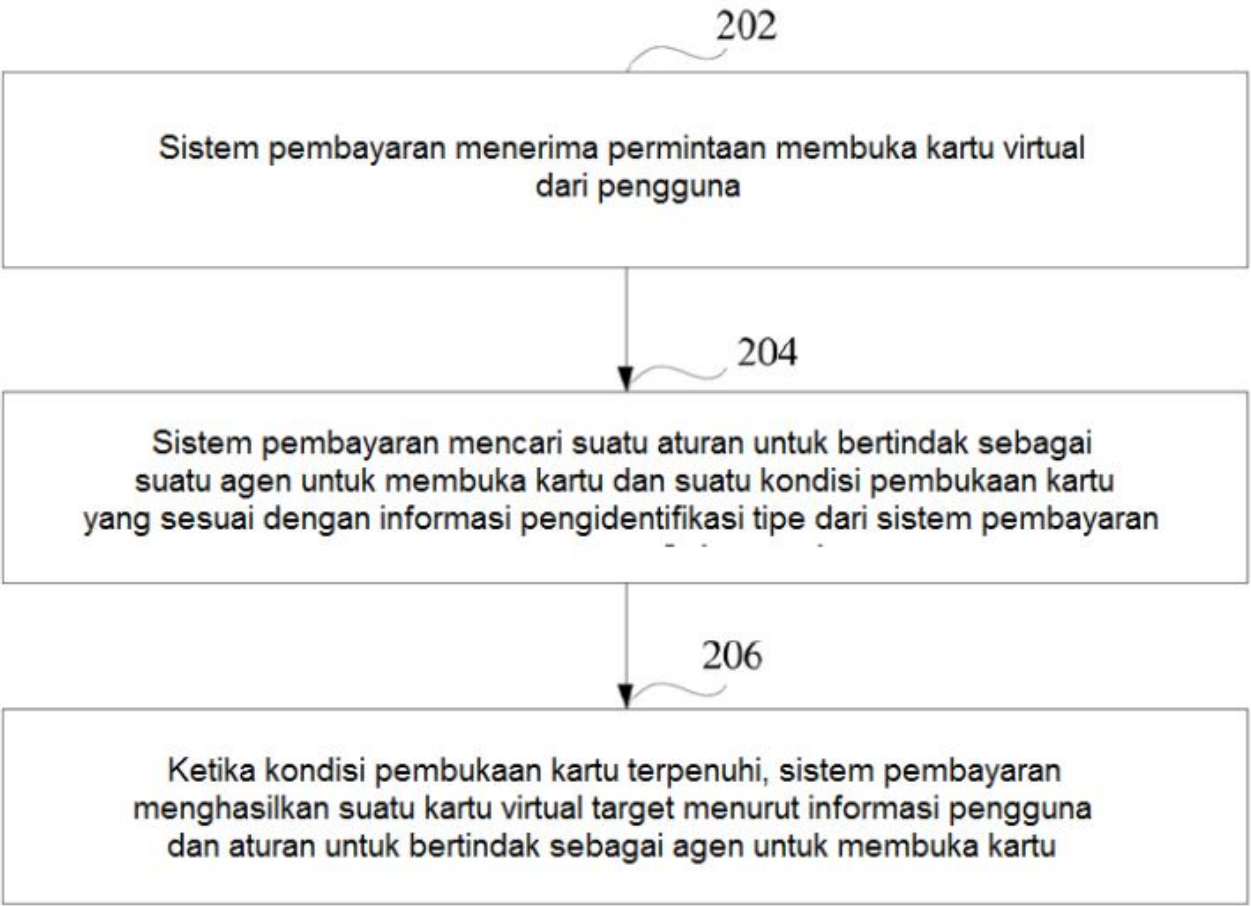 202
Sistem pembayaran menerima permintaan membuka kartu virtual
dari pengguna
204
Sistem pembayaran mencari suatu aturan untuk bertindak sebagai
suatu agen untuk membuka kartu dan suatu kondisi pembukaan kartu
yang sesuai dengan informasi pengidentifikasi tipe dari sistem pembayaran
206
Ketika kondisi pembukaan kartu terpenuhi, sistem pembayaran
menghasilkan suatu kartu virtual target menurut informasi pengguna
dan aturan untuk bertindak sebagai agen untuk membuka kartu